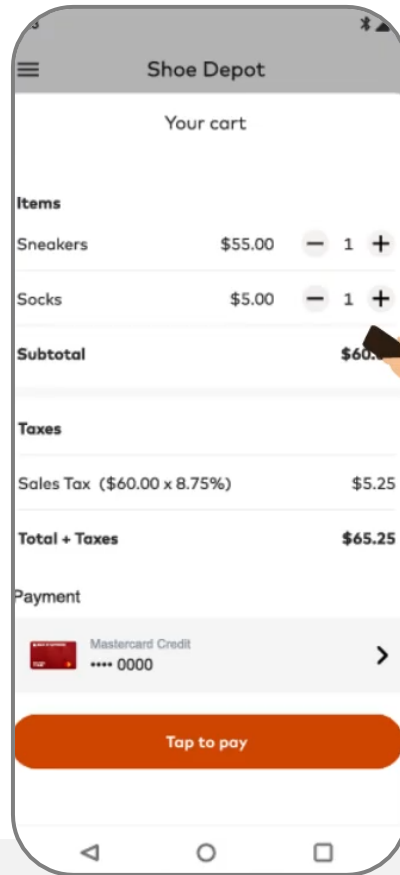 Shoe Depot
Your cart
Items
Sneakers $55.00 — 1 +
Socks $5.00 — 1 +
Subtotal
Taxes
Sales Tax ($60.00 x 8.75%) $5.25
Total + Taxes $65.25
Payment
Mastercard Credit
•••• 0000
Tap to pay